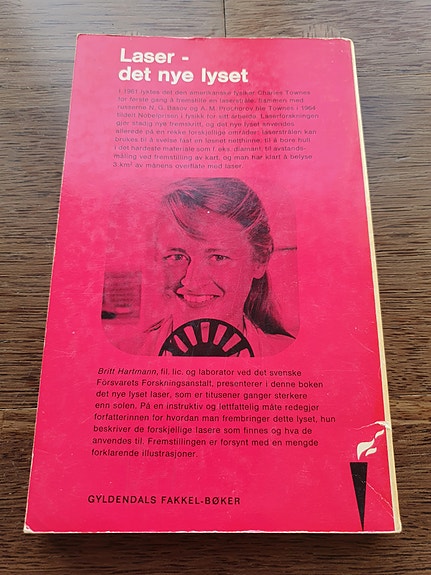 Laser -
det nye lyset
I 1961 lyktes det den amerikanske fysiker Charles Townes
for første gang å fremstille en laserstråle. Sammen med
russerne N. G. Basov og A. M. Prochorov ble Townes i 1964
tildelt Nobelprisen i fysikk for sitt arbeide. Laserforskningen
gjør stadig nye fremskritt, og det nye lyset anvendes
allerede på en rekke forskjellige områder: laserstrålen kan
brukes til å sveise fast en løsnet netthinne, til å bore hull
i det hardeste materiale som f. eks. diamant, til avstands-
måling ved fremstilling av kart, og man har klart å belyse
3 km² av månens overflate med laser.
Britt Hartmann, fil. lic. og laborator ved det svenske
Försvarets Forskningsanstalt, presenterer i denne boken
det nye lyset laser, som er titusener ganger sterkere
enn solen. På en instruktiv og lettfattelig måte redegjør
forfatterinnen for hvordan man frembringer dette lyset, hun
beskriver de forskjellige lasere som finnes og hva de
anvendes til. Fremstillingen er forsynt med en mengde
forklarende illustrasjoner.
GYLDENDALS FAKKEL-BØKER